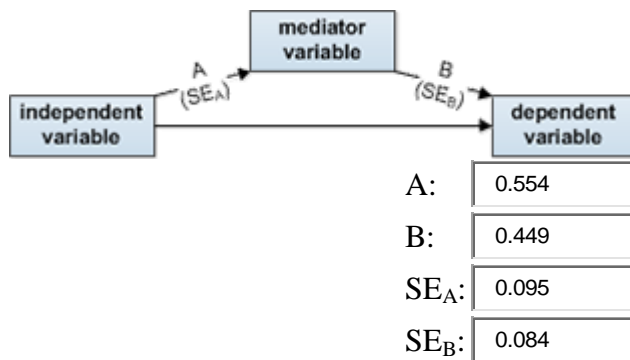 mediator
variable
A
(SEA)
B
(SEB)
independent
variable
dependent
variable
A: 0.554
B: 0.449
SEA: 0.095
SEB: 0.084